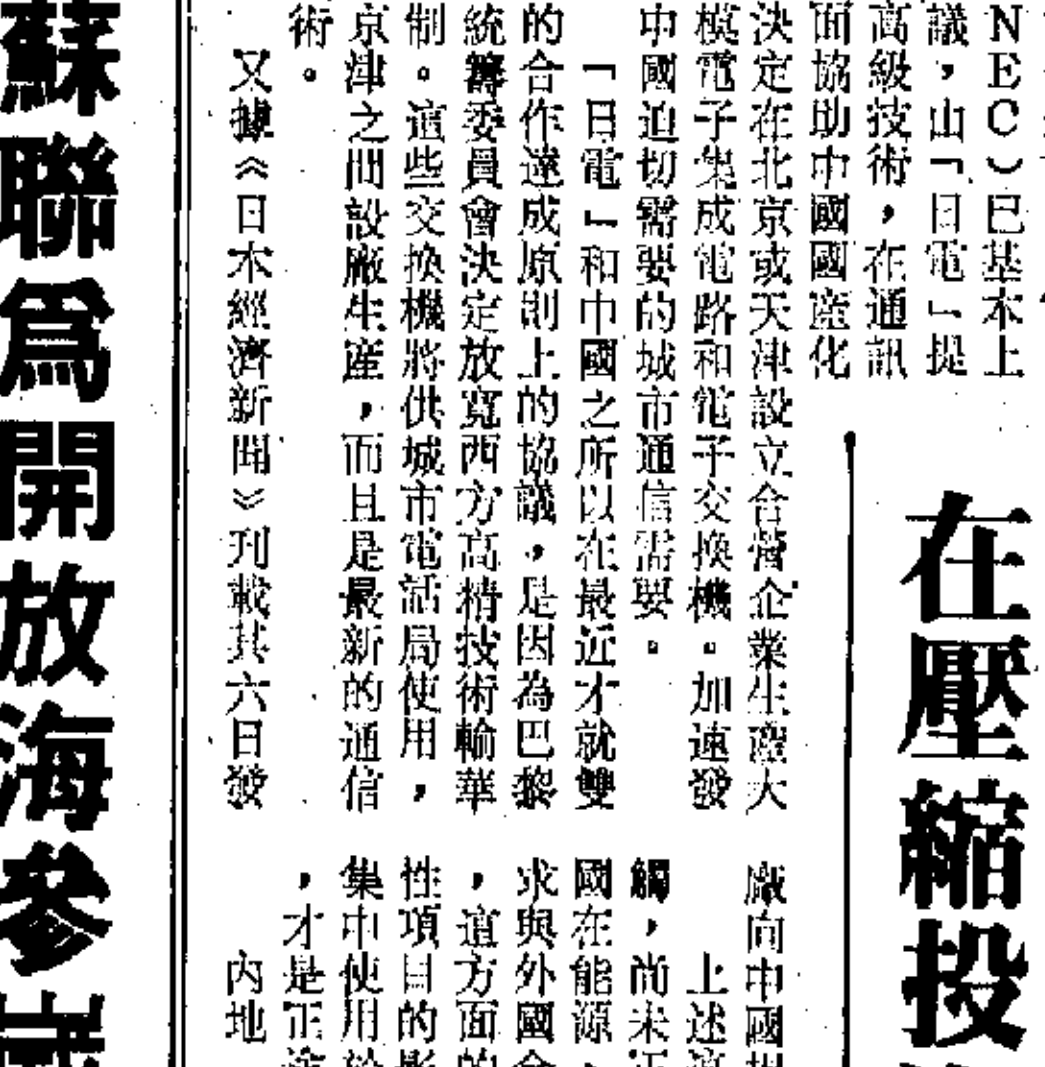 NEC）已基本上
議，由「日電」提
高級技術，在通訊
面協助中國國產化
決定在北京或天津設立合營企業生產大
模電子集成電路和電子交換機。加速發
中國迫切需要的城市通信需要。
「日電」和中國之所以在最近才就雙
的合作達成原則上的協議，是因為巴黎
統籌委員會決定放寬西方高精技術輸華
制。這些交換機將供城市電話局使用，
京津之間設廠生產，而且是最新的通信
術。
又據《日本經濟新聞》刊載其六日發
在壓縮投
廠向中國
上述
觸，尚未
國在能源
求與外國
，這方面的
性項目的
集中使用於
，才是正
內地
蘇聯爲開放海參崴